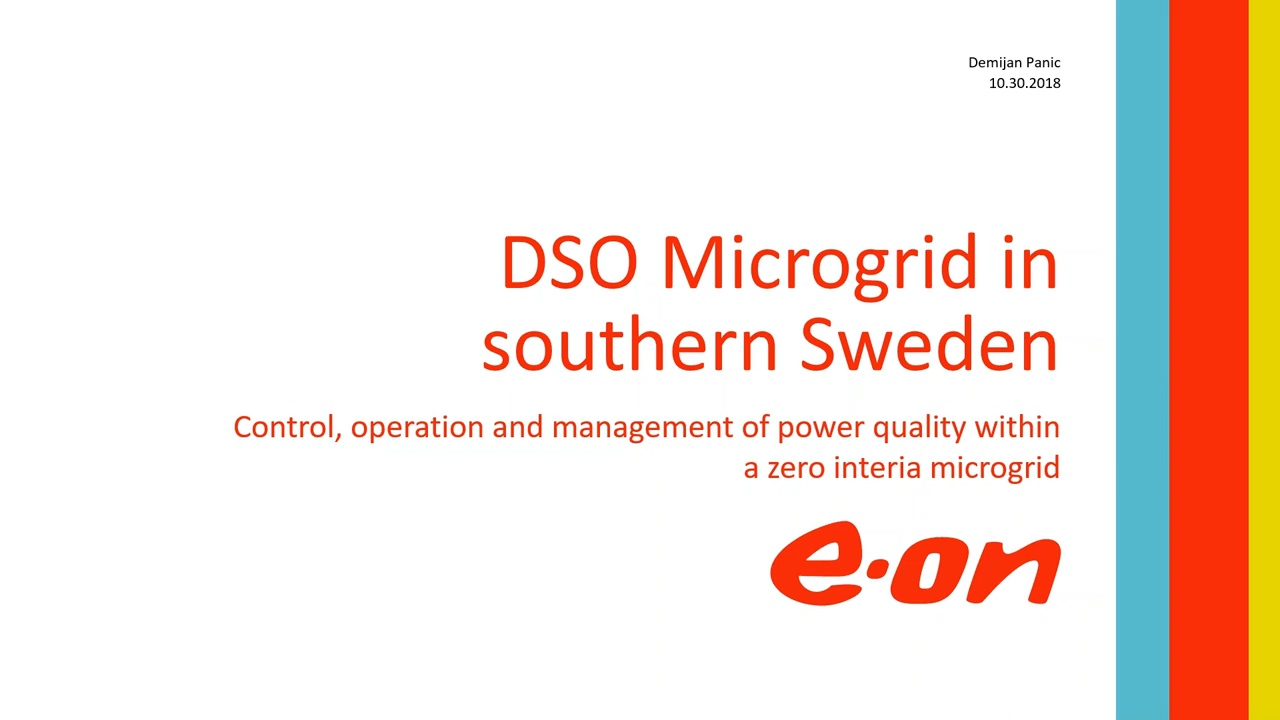 Demijan Panic
10.30.2018
DSO Microgrid in
southern Sweden
Control, operation and management of power quality within
a zero interia microgrid
e·on